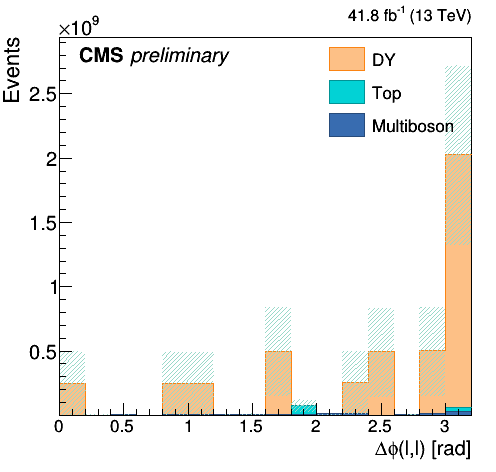 41.8 fb⁻¹ (13 TeV)
×10⁹
CMS preliminary
Events
DY
Top
Multiboson
2.5
2
1.5
1
0.5
0 0.5 1 1.5 2 2.5 3
Δϕ(l,l) [rad]